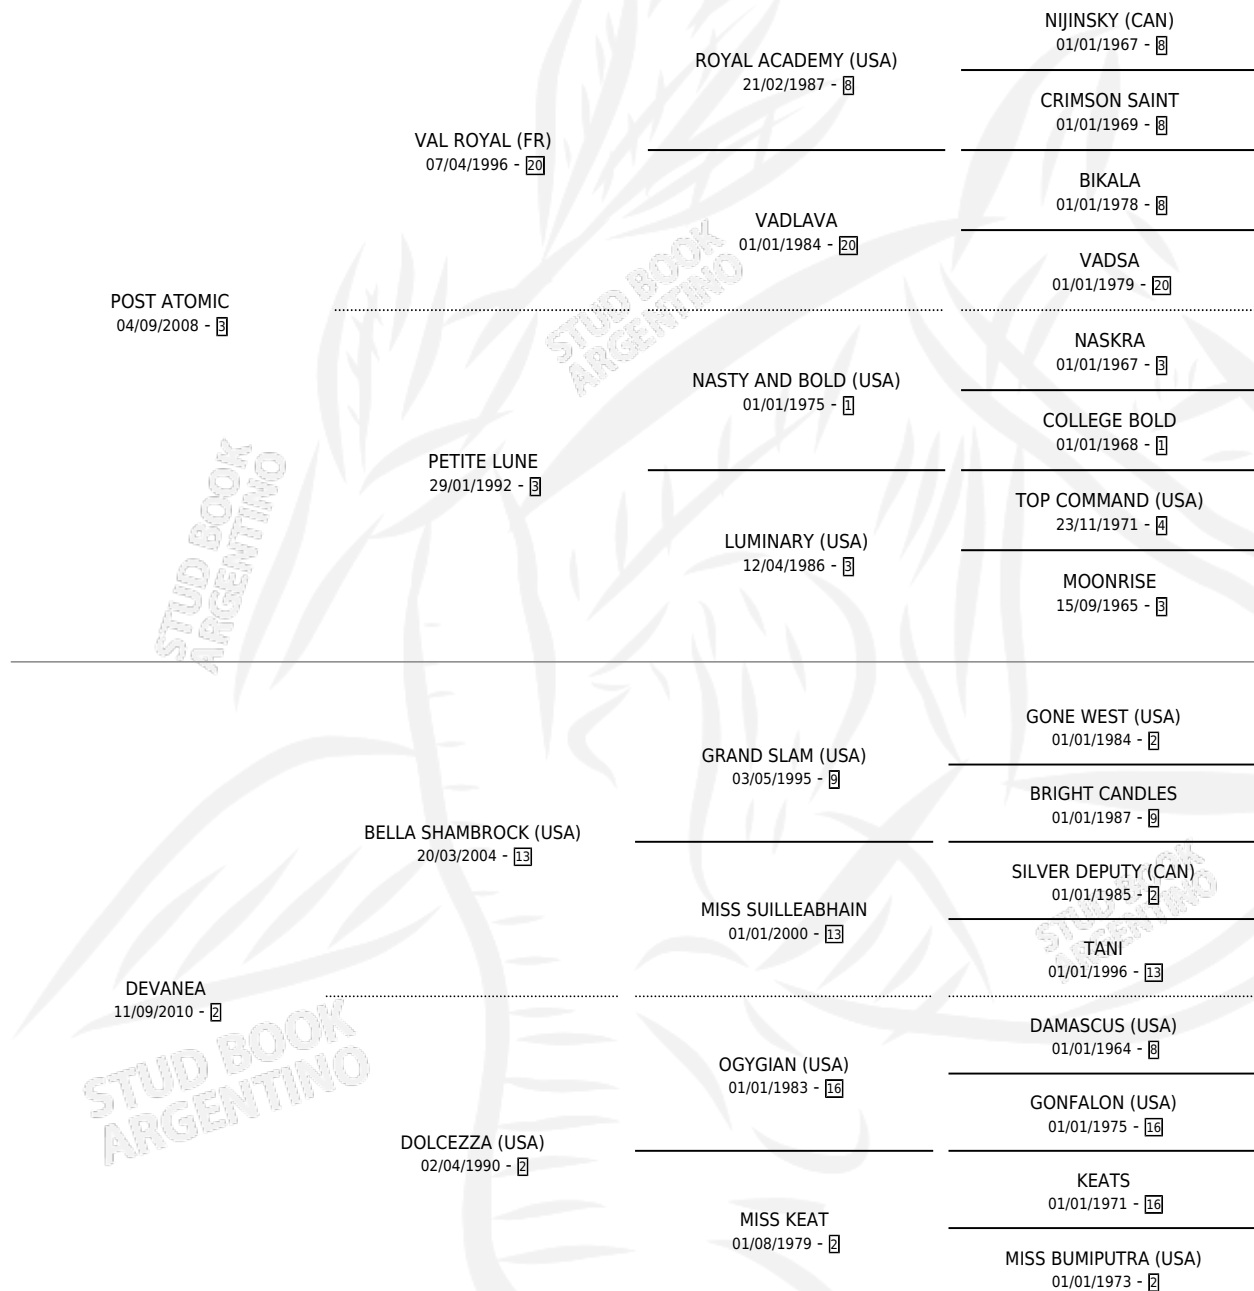 NIJINSKY (CAN)
01/01/1967 - 8
ROYAL ACADEMY (USA)
21/02/1987 - 8
CRIMSON SAINT
01/01/1969 - 8
VAL ROYAL (FR)
07/04/1996 - 20
BIKALA
01/01/1978 - 8
VADLAVA
01/01/1984 - 20
VADSA
01/01/1979 - 20
POST ATOMIC
04/09/2008 - 3
NASKRA
01/01/1967 - 3
NASTY AND BOLD (USA)
01/01/1975 - 1
COLLEGE BOLD
01/01/1968 - 1
PETITE LUNE
29/01/1992 - 3
TOP COMMAND (USA)
23/11/1971 - 4
LUMINARY (USA)
12/04/1986 - 3
MOONRISE
15/09/1965 - 3
GONE WEST (USA)
01/01/1984 - 2
GRAND SLAM (USA)
03/05/1995 - 9
BRIGHT CANDLES
01/01/1987 - 9
BELLA SHAMBROCK (USA)
20/03/2004 - 13
SILVER DEPUTY (CAN)
01/01/1985 - 2
MISS SUILLEABHAIN
01/01/2000 - 13
TANI
01/01/1996 - 13
DEVANEA
11/09/2010 - 2
DAMASCUS (USA)
01/01/1964 - 8
OGYGIAN (USA)
01/01/1983 - 16
GONFALON (USA)
01/01/1975 - 16
DOLCEZZA (USA)
02/04/1990 - 2
KEATS
01/01/1971 - 16
MISS KEAT
01/08/1979 - 2
MISS BUMIPUTRA (USA)
01/01/1973 - 2
STUD BOOK
ARGENTINO
STUD BOOK
ARGENTINO
STUD BOOK
ARGENTINO
STUD BOOK
ARGENTINO